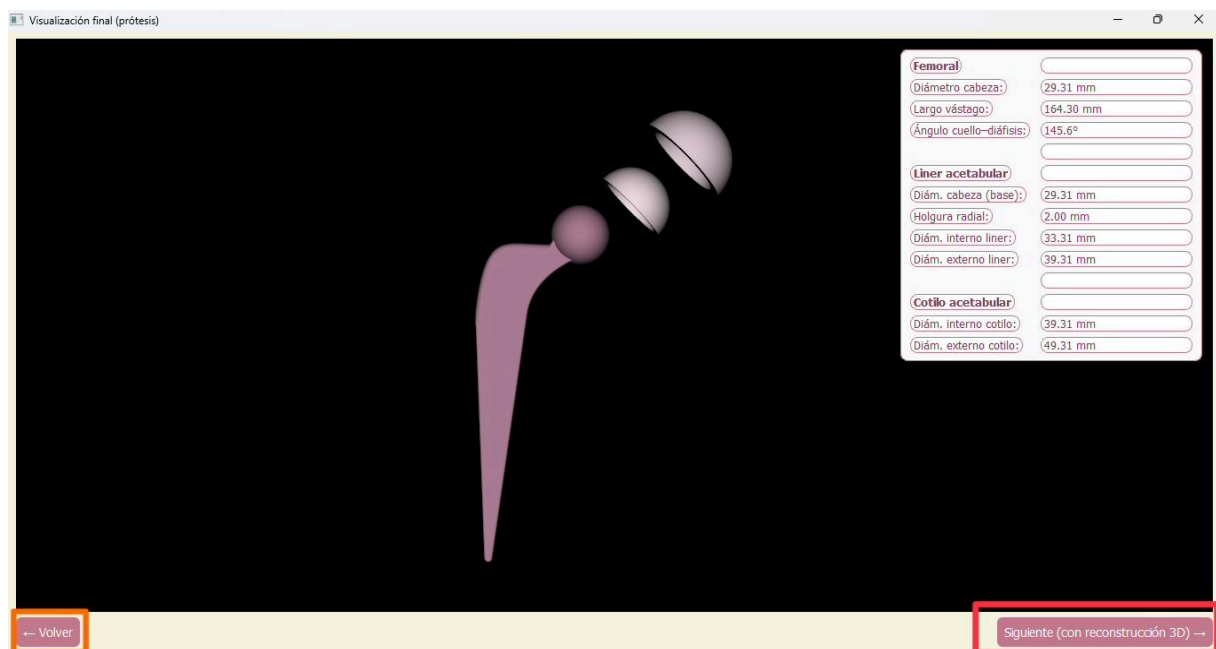 Visualización final (prótesis)
Femoral
Diámetro cabeza: 29.31 mm
Largo vástago: 164.30 mm
Ángulo cuello–diáfisis: 145.6º
Liner acetabular
Diám. cabeza (base): 29.31 mm
Holgura radial: 2.00 mm
Diám. interno liner: 33.31 mm
Diám. externo liner: 39.31 mm
Cotilo acetabular
Diám. interno cotilo: 39.31 mm
Diám. externo cotilo: 49.31 mm
← Volver
Siguiente (con reconstrucción 3D) →